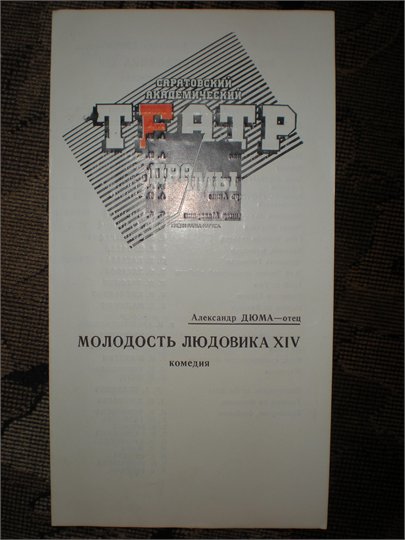 САРАТОВСКИЙ
АКАДЕМИЧЕСКИЙ
ТЕАТР
ДРАМЫ
Александр ДЮМА—отец
МОЛОДОСТЬ ЛЮДОВИКА XIV
комедия